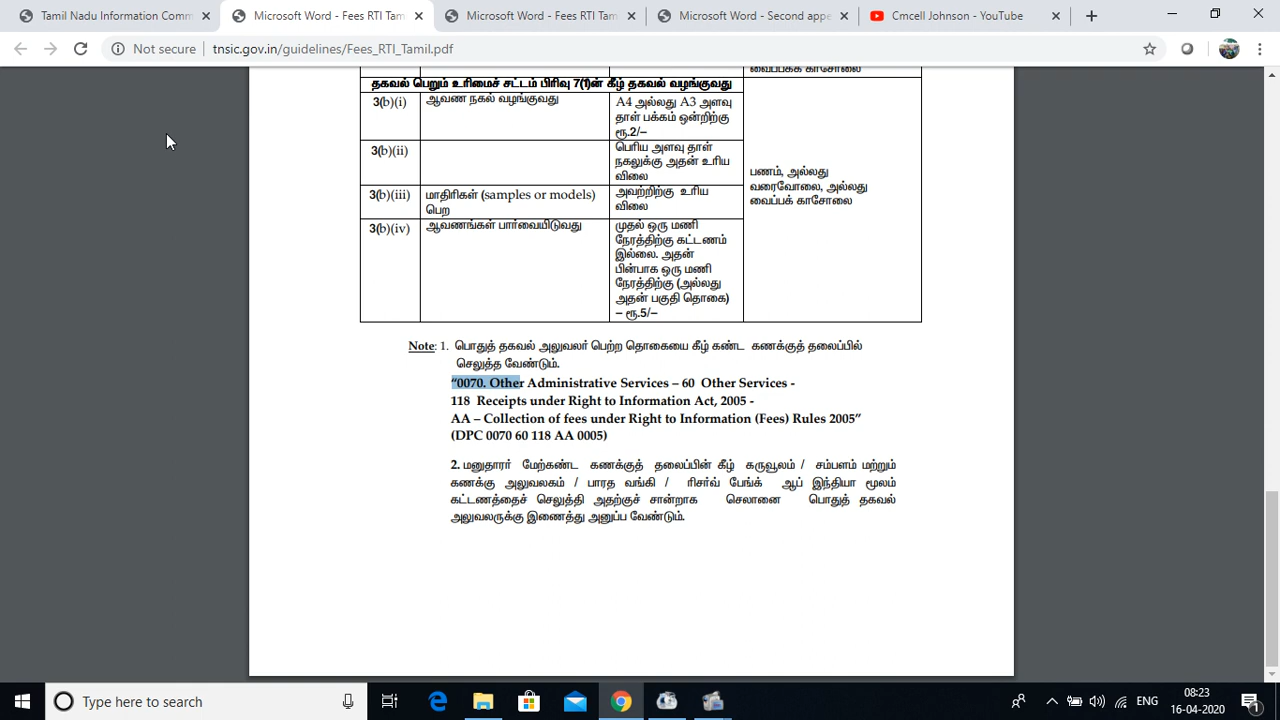 Tamil Nadu Information Comm
Microsoft Word - Fees RTI Tam
Microsoft Word - Fees RTI Tam
Microsoft Word - Second appe
Cmcell Johnson - YouTube
Not secure
tnsic.gov.in/guidelines/Fees_RTI_Tamil.pdf
வைப்பகக் காசோலை
தகவல் பெறும் உரிமைச் சட்டம் பிரிவு 7(1)ன் கீழ் தகவல் வழங்குவது
3(b)(i)
ஆவண நகல் வழங்குவது
A4 அல்லது A3 அளவு
தாள் பக்கம் ஒன்றிற்கு
ரூ.2/–
3(b)(ii)
பெரிய அளவு தாள்
நகலுக்கு அதன் உரிய
விலை
பணம், அல்லது
வரைவோலை, அல்லது
வைப்பக் காசோலை
3(b)(iii)
மாதிரிகள் (samples or models)
பெற
அவற்றிற்கு உரிய
விலை
3(b)(iv)
ஆவணங்கள் பார்வையிடுவது
முதல் ஒரு மணி
நேரத்திற்கு கட்டணம்
இல்லை. அதன்
பின்பாக ஒரு மணி
நேரத்திற்கு (அல்லது
அதன் பகுதி தொகை)
– ரூ.5/–
Note: 1. பொதுத் தகவல் அலுவலர் பெற்ற தொகையை கீழ் கண்ட கணக்குத் தலைப்பில்
செலுத்த வேண்டும்.
“0070. Other Administrative Services – 60 Other Services -
118 Receipts under Right to Information Act, 2005 -
AA – Collection of fees under Right to Information (Fees) Rules 2005”
(DPC 0070 60 118 AA 0005)
2. மனுதாரர் மேற்கண்ட கணக்குத் தலைப்பின் கீழ் கருவூலம் / சம்பளம் மற்றும்
கணக்கு அலுவலகம் / பாரத வங்கி / ரிசர்வ் பேங்க் ஆப் இந்தியா மூலம்
கட்டணத்தைச் செலுத்தி அதற்குச் சான்றாக செலானை பொதுத் தகவல்
அலுவலருக்கு இணைத்து அனுப்ப வேண்டும்.
Type here to search
ENG
08:23
16-04-2020
1